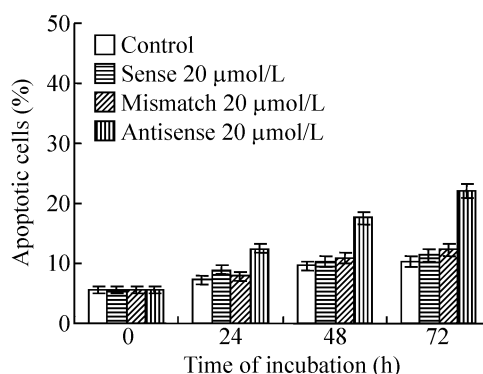 50
40
30
20
10
0
Apoptotic cells (%)
Control
Sense 20 μmol/L
Mismatch 20 μmol/L
Antisense 20 μmol/L
0 24 48 72
Time of incubation (h)